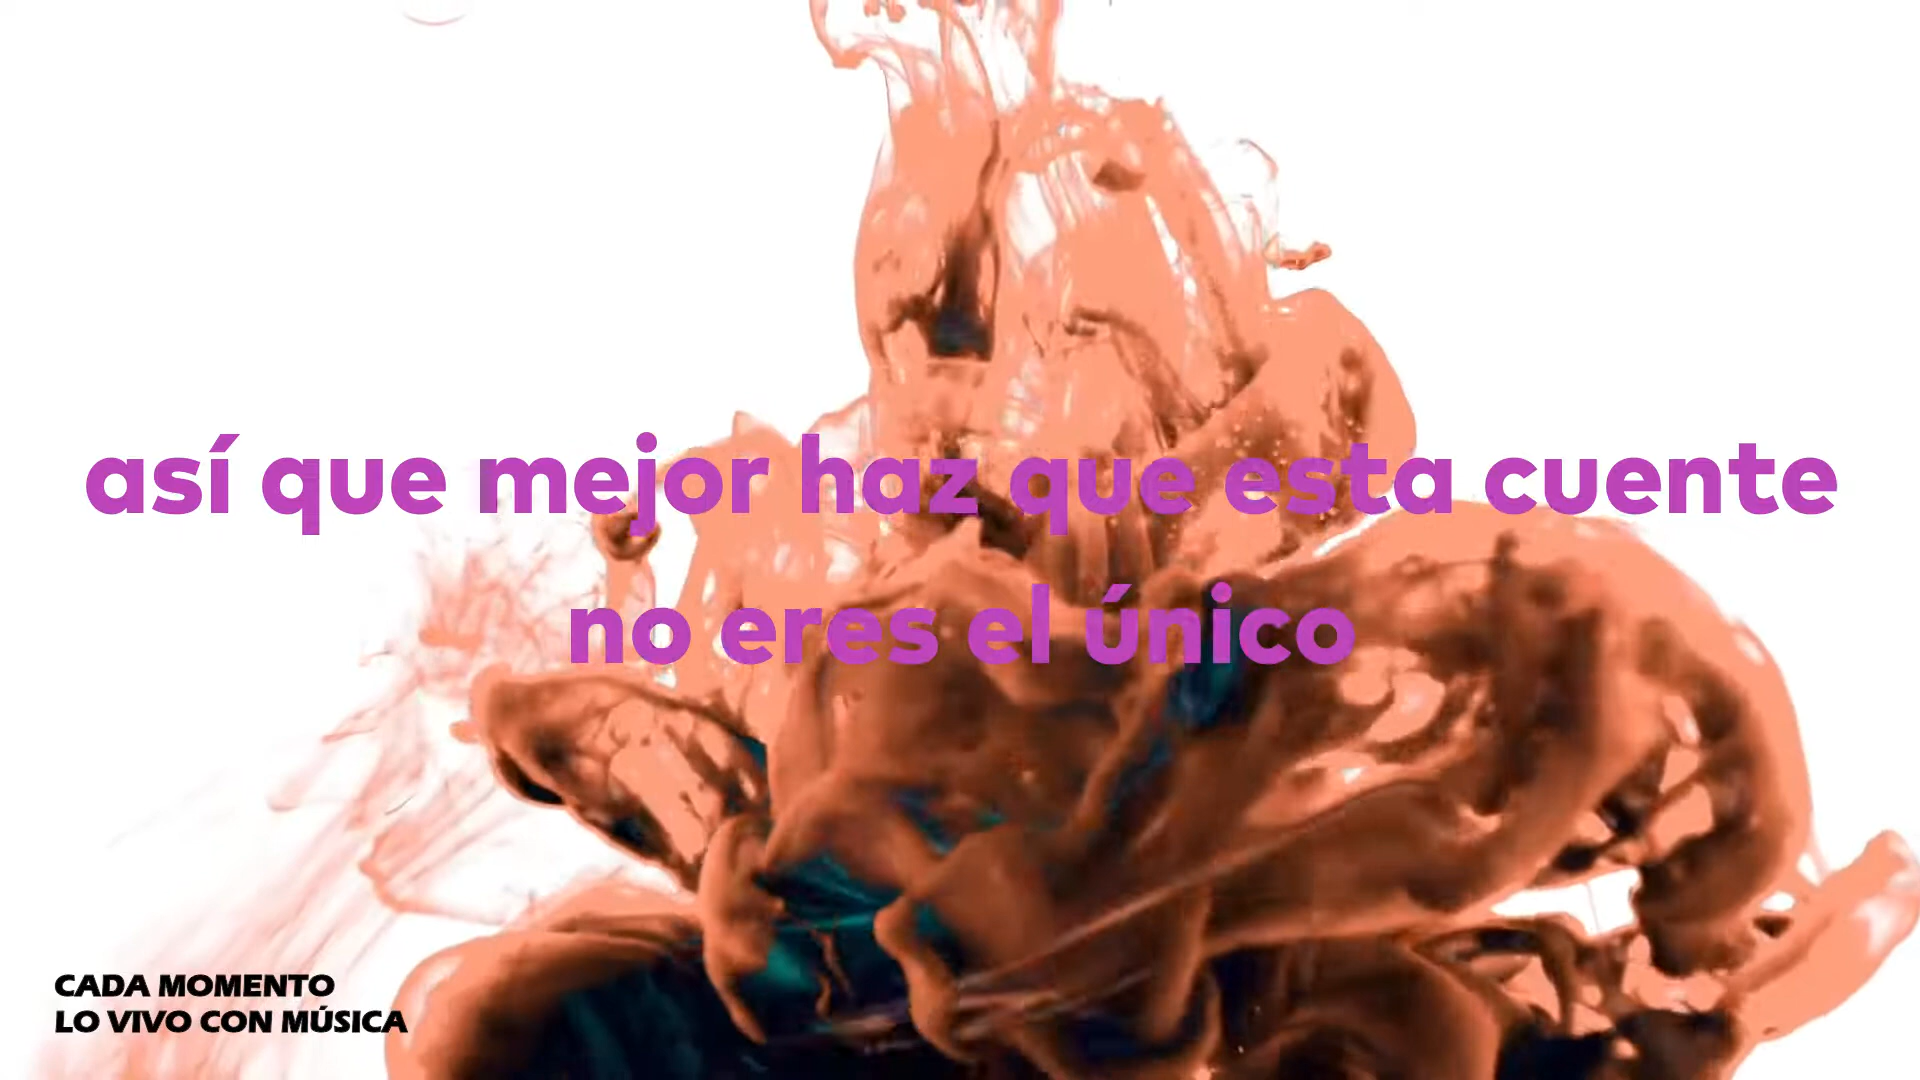 así que mejor haz que esta cuente
no eres el único
CADA MOMENTO
LO VIVO CON MÚSICA